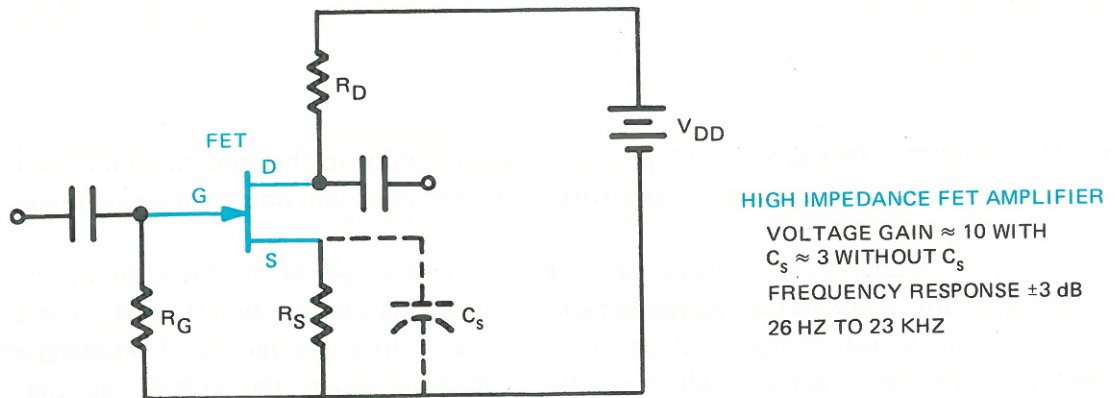 R_D
V_DD
FET
D
G
S
R_G
R_S
C_s
HIGH IMPEDANCE FET AMPLIFIER
VOLTAGE GAIN ≈ 10 WITH
C_s ≈ 3 WITHOUT C_s
FREQUENCY RESPONSE ±3 dB
26 HZ TO 23 KHZ